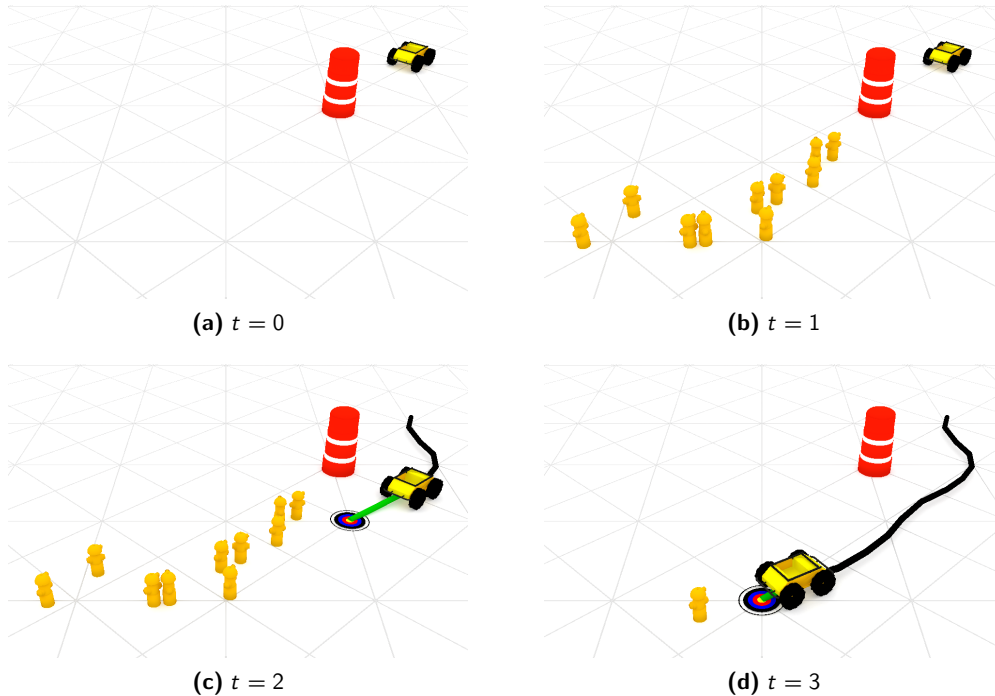 (a) t = 0
(b) t = 1
(c) t = 2
(d) t = 3